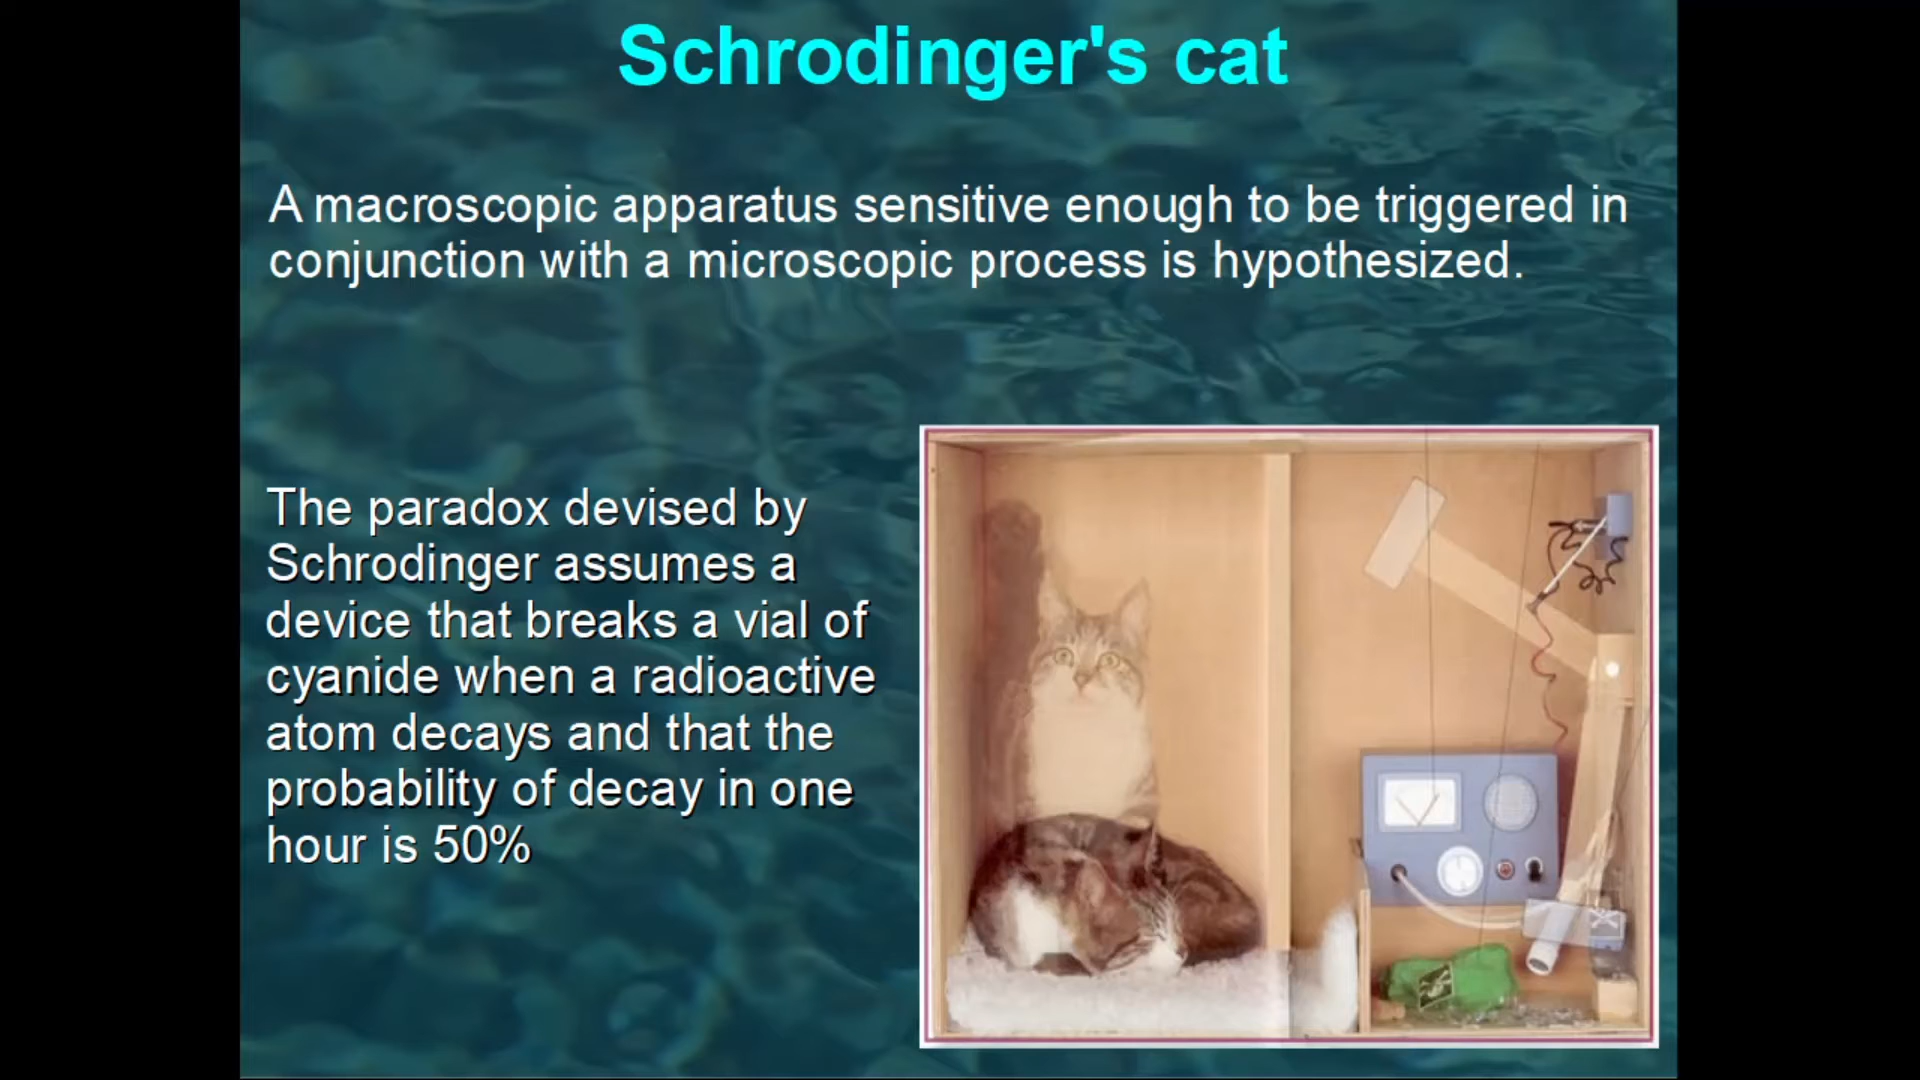 Schrodinger's cat
A macroscopic apparatus sensitive enough to be triggered in
conjunction with a microscopic process is hypothesized.
The paradox devised by
Schrodinger assumes a
device that breaks a vial of
cyanide when a radioactive
atom decays and that the
probability of decay in one
hour is 50%